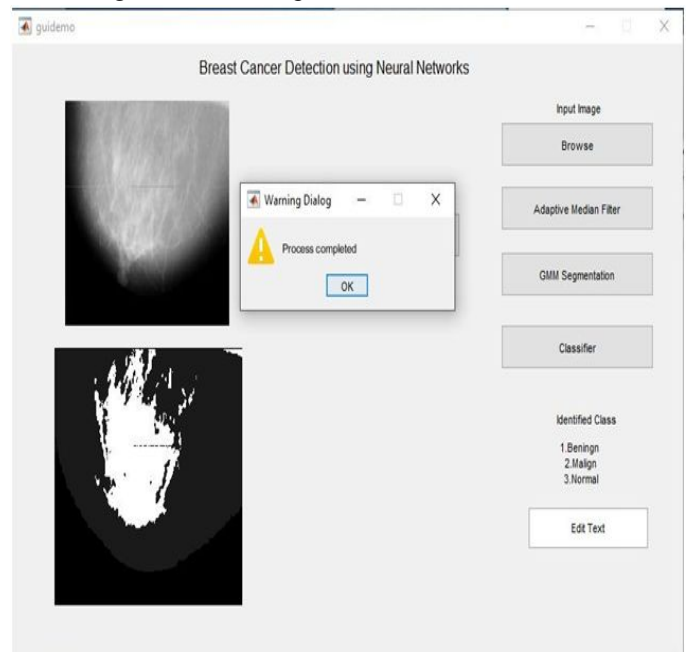 guidemo
Breast Cancer Detection using Neural Networks
Input Image
Browse
Warning Dialog
Process completed
OK
Adaptive Median Filter
GMM Segmentation
Classifier
Identified Class
1.Beningn
2.Malign
3.Normal
Edit Text